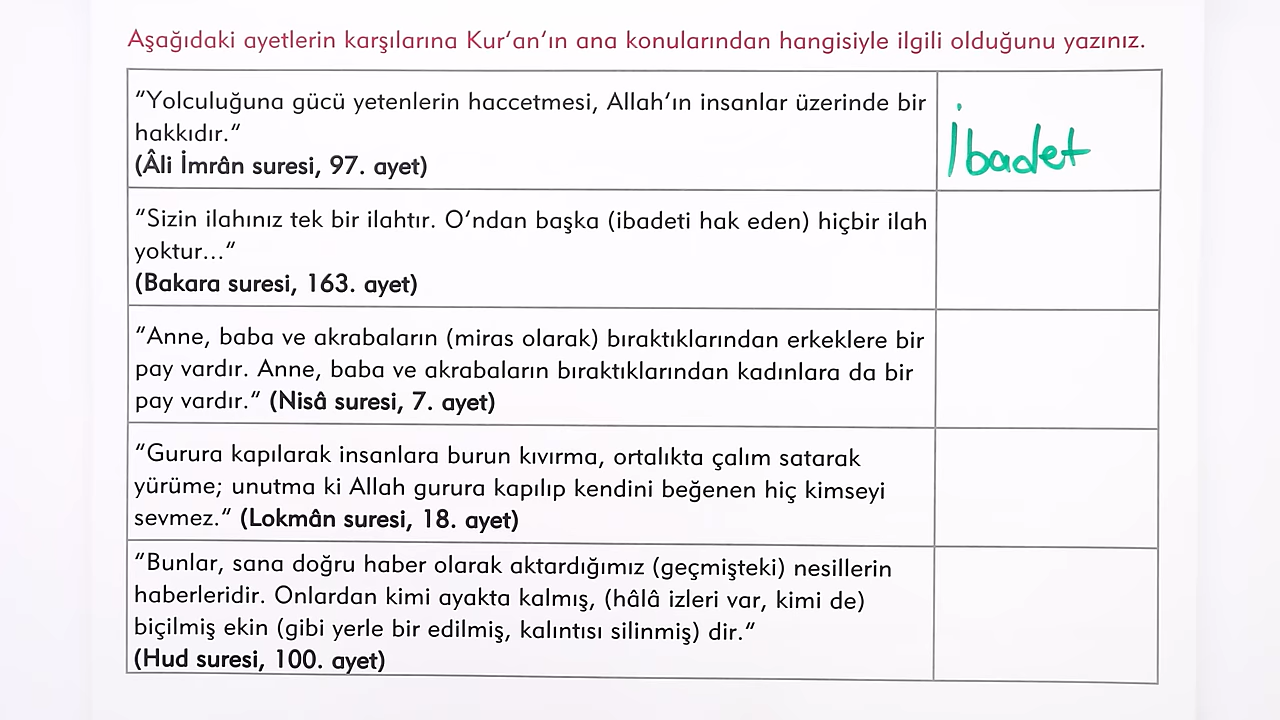 Aşağıdaki ayetlerin karşılarına Kur'an'ın ana konularından hangisiyle ilgili olduğunu yazınız.
"Yolculuğuna gücü yetenlerin haccetmesi, Allah'ın insanlar üzerinde bir
hakkıdır."
(Âli İmrân suresi, 97. ayet)
İbadet
"Sizin ilahınız tek bir ilahtır. O'ndan başka (ibadeti hak eden) hiçbir ilah
yoktur..."
(Bakara suresi, 163. ayet)
"Anne, baba ve akrabaların (miras olarak) bıraktıklarından erkeklere bir
pay vardır. Anne, baba ve akrabaların bıraktıklarından kadınlara da bir
pay vardır." (Nisâ suresi, 7. ayet)
"Gurura kapılarak insanlara burun kıvırma, ortalıkta çalım satarak
yürüme; unutma ki Allah gurura kapılıp kendini beğenen hiç kimseyi
sevmez." (Lokmân suresi, 18. ayet)
"Bunlar, sana doğru haber olarak aktardığımız (geçmişteki) nesillerin
haberleridir. Onlardan kimi ayakta kalmış, (hâlâ izleri var, kimi de)
biçilmiş ekin (gibi yerle bir edilmiş, kalıntısı silinmiş) dir."
(Hud suresi, 100. ayet)